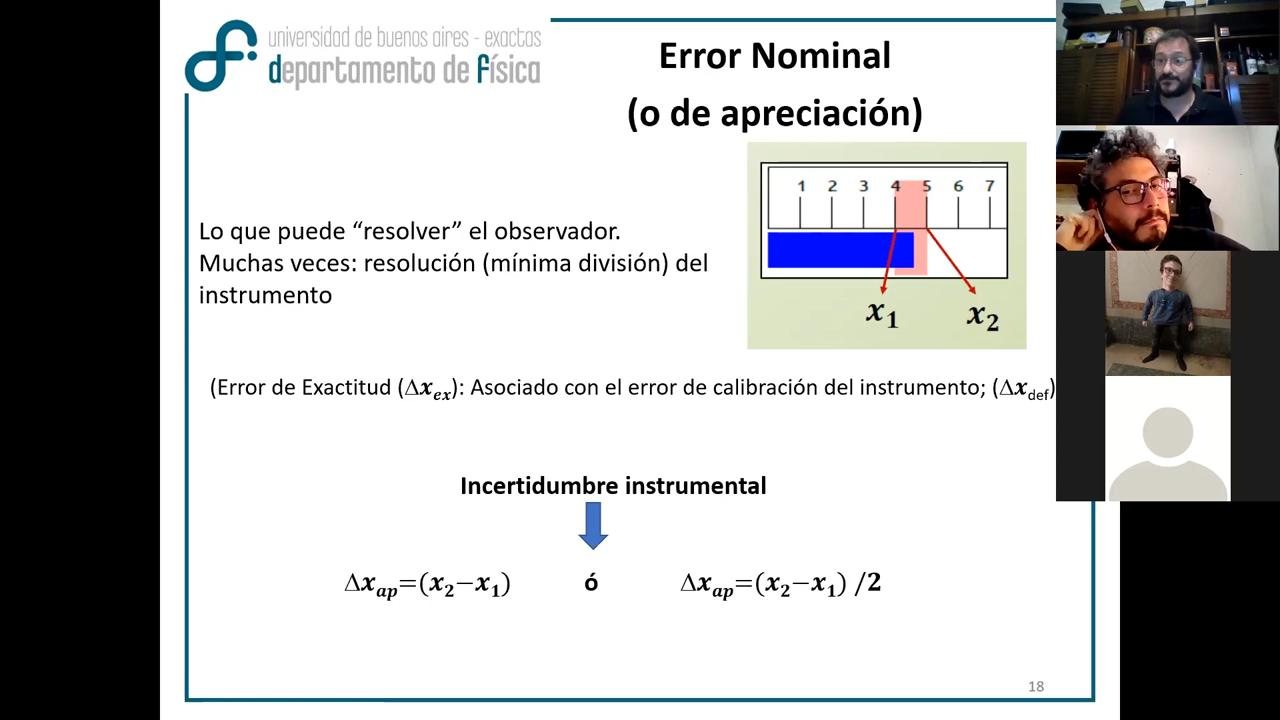 universidad de buenos aires - exactas
departamento de física
Error Nominal
(o de apreciación)
1 2 3 4 5 6 7
x₁ x₂
Lo que puede “resolver” el observador.
Muchas veces: resolución (mínima división) del
instrumento
(Error de Exactitud (Δxₑₓ): Asociado con el error de calibración del instrumento; (Δx_def)
Incertidumbre instrumental
Δx_ap=(x₂−x₁) ó Δx_ap=(x₂−x₁) /2
18